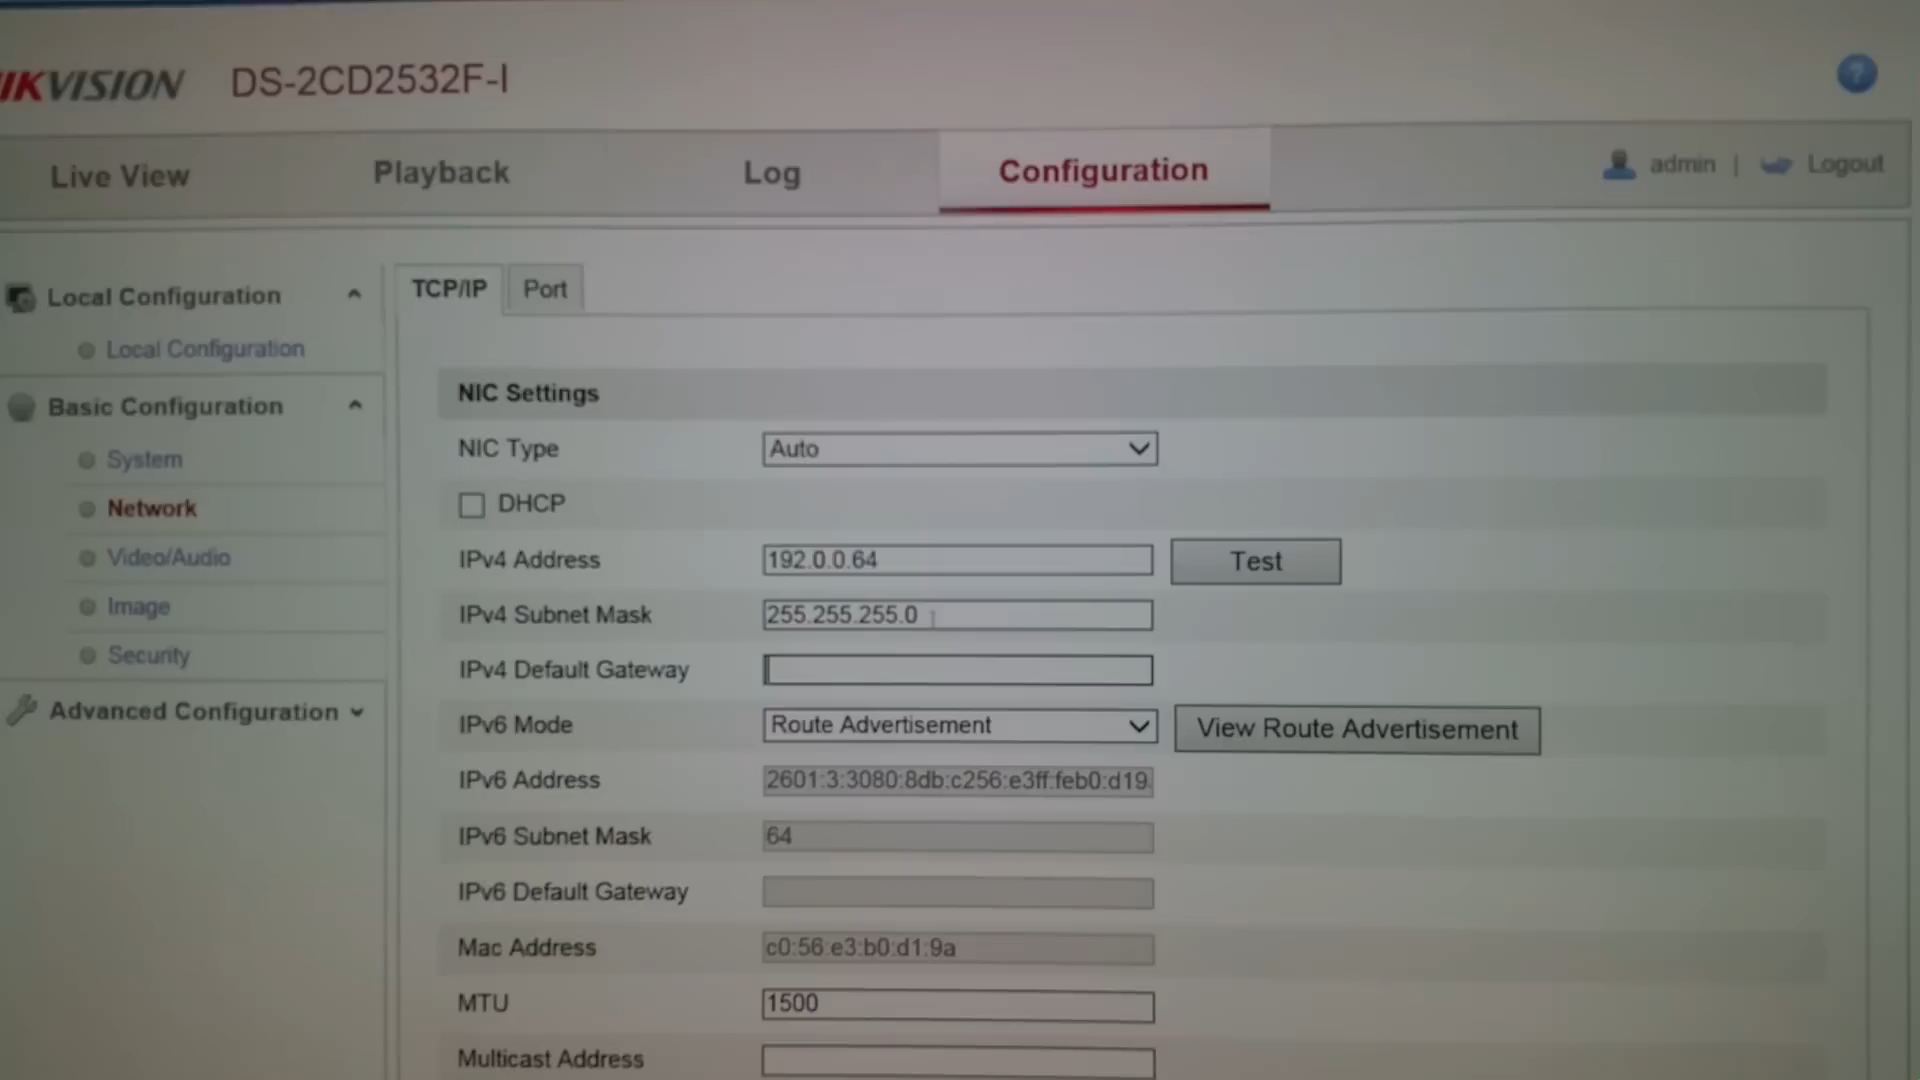 HIKVISION DS-2CD2532F-I
Live View Playback Log Configuration admin | Logout
Local Configuration
Local Configuration
Basic Configuration
System
Network
Video/Audio
Image
Security
Advanced Configuration
TCP/IP Port
NIC Settings
NIC Type Auto
DHCP
IPv4 Address 192.0.0.64 Test
IPv4 Subnet Mask 255.255.255.0
IPv4 Default Gateway
IPv6 Mode Route Advertisement View Route Advertisement
IPv6 Address 2601:3:3080:8db:c256:e3ff:feb0:d19
IPv6 Subnet Mask 64
IPv6 Default Gateway
Mac Address c0:56:e3:b0:d1:9a
MTU 1500
Multicast Address